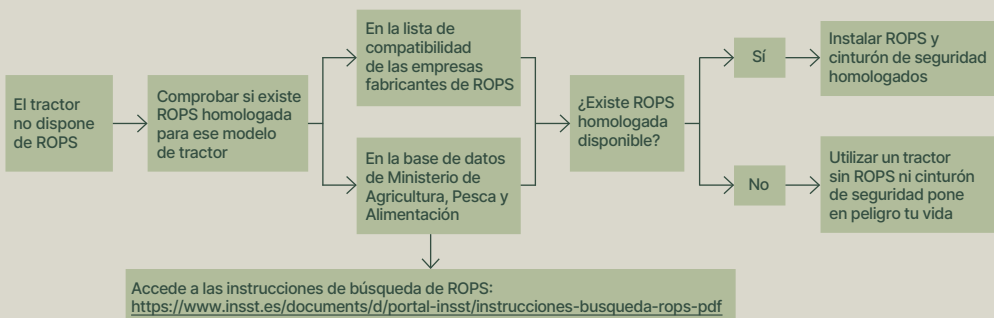 El tractor
no dispone
de ROPS
Comprobar si existe
ROPS homologada
para ese modelo
de tractor
En la lista de
compatibilidad
de las empresas
fabricantes de ROPS
En la base de datos
de Ministerio de
Agricultura, Pesca y
Alimentación
¿Existe ROPS
homologada
disponible?
Sí
Instalar ROPS y
cinturón de seguridad
homologados
No
Utilizar un tractor
sin ROPS ni cinturón
de seguridad pone
en peligro tu vida
Accede a las instrucciones de búsqueda de ROPS:
https://www.insst.es/documents/d/portal-insst/instrucciones-busqueda-rops-pdf